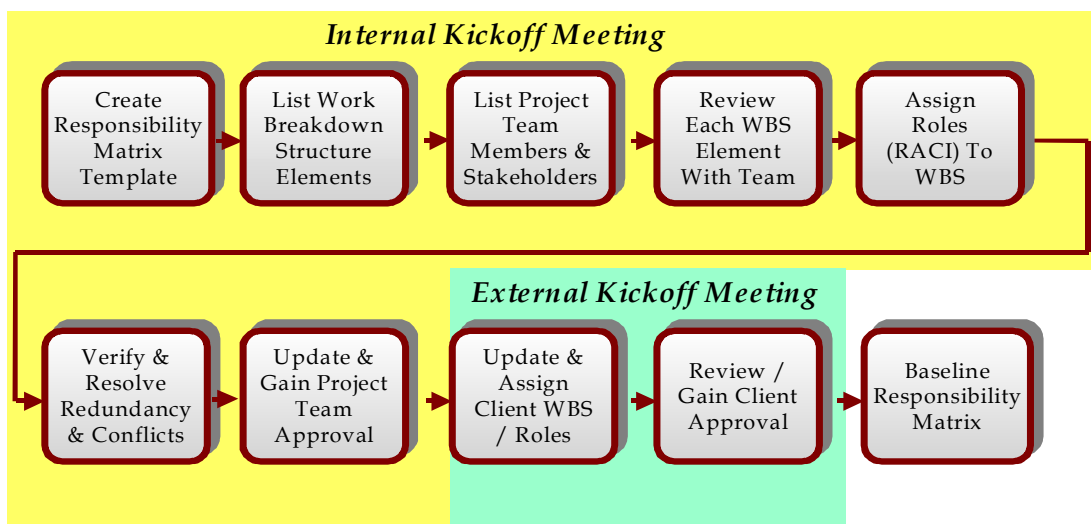 Internal Kickoff Meeting
Create
Responsibility
Matrix
Template
List Work
Breakdown
Structure
Elements
List Project
Team
Members &
Stakeholders
Review
Each WBS
Element
With Team
Assign
Roles
(RACI) To
WBS
External Kickoff Meeting
Verify &
Resolve
Redundancy
& Conflicts
Update &
Gain Project
Team
Approval
Update &
Assign
Client WBS
/ Roles
Review /
Gain Client
Approval
Baseline
Responsibility
Matrix